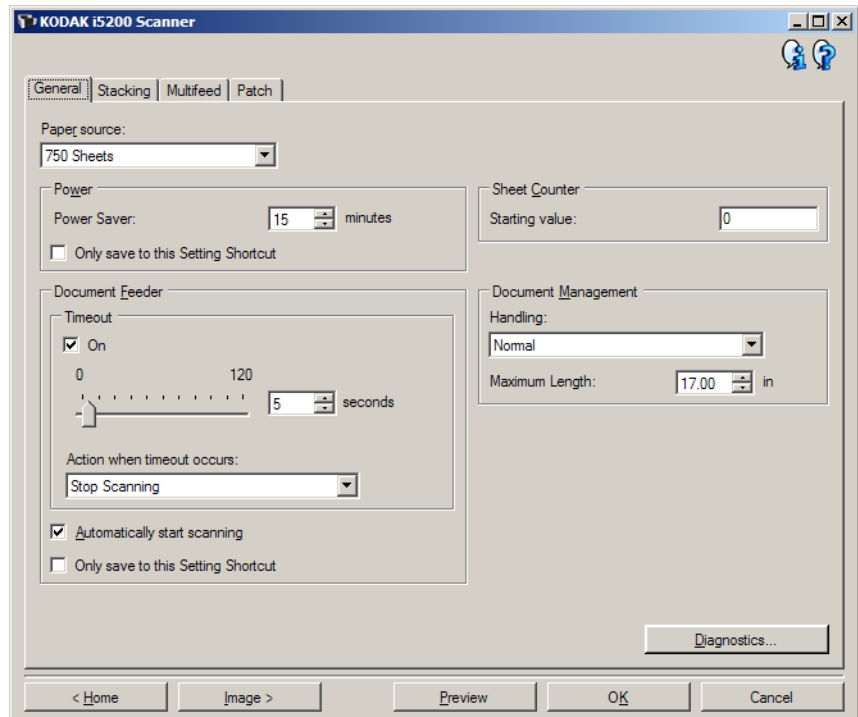 KODAK i5200 Scanner
General Stacking Multifeed Patch
Paper source:
750 Sheets
Power
Power Saver: 15 minutes
Only save to this Setting Shortcut
Sheet Counter
Starting value: 0
Document Feeder
Timeout
On
0 120
5 seconds
Action when timeout occurs:
Stop Scanning
Automatically start scanning
Only save to this Setting Shortcut
Document Management
Handling:
Normal
Maximum Length: 17.00 in
Diagnostics...
< Home Image > Preview OK Cancel